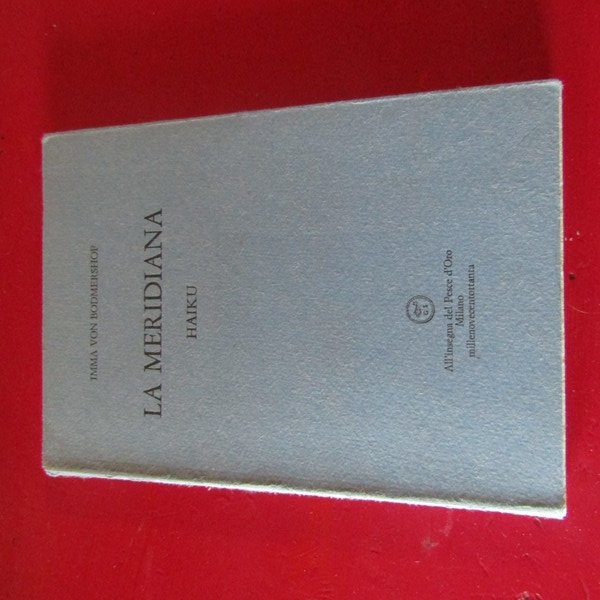 IMMA VON BODMERSHOF
LA MERIDIANA
HAIKU
All'insegna del Pesce d'Oro
Milano
millenovecentottanta